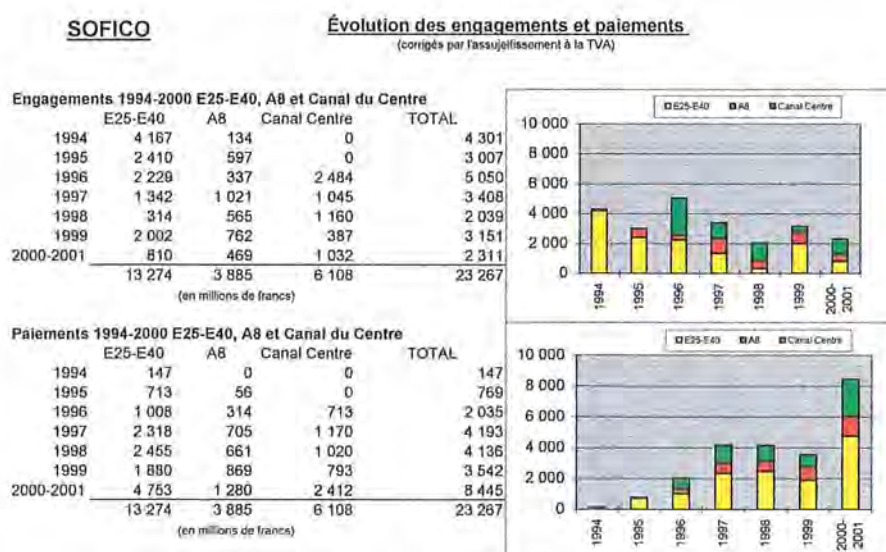 SOFICO
Évolution des engagements et paiements
(corrigés par l'assujettissement à la TVA)
Engagements 1994-2000 E25-E40, A8 et Canal du Centre
E25-E40 A8 Canal Centre TOTAL
1994 4 167 134 0 4 301
1995 2 410 597 0 3 007
1996 2 229 337 2 484 5 050
1997 1 342 1 021 1 045 3 408
1998 314 565 1 160 2 039
1999 2 002 762 387 3 151
2000-2001 810 469 1 032 2 311
13 274 3 885 6 108 23 267
(en millions de francs)
E25-E40 A8 Canal Centre
10 000
8 000
6 000
4 000
2 000
0
1994 1995 1996 1997 1998 1999 2000-2001
Paiements 1994-2000 E25-E40, A8 et Canal du Centre
E25-E40 A8 Canal Centre TOTAL
1994 147 0 0 147
1995 713 56 0 769
1996 1 008 314 713 2 035
1997 2 318 705 1 170 4 193
1998 2 455 661 1 020 4 136
1999 1 880 869 793 3 542
2000-2001 4 753 1 280 2 412 8 445
13 274 3 885 6 108 23 267
(en millions de francs)
E25-E40 A8 Canal Centre
10 000
8 000
6 000
4 000
2 000
0
1994 1995 1996 1997 1998 1999 2000-2001